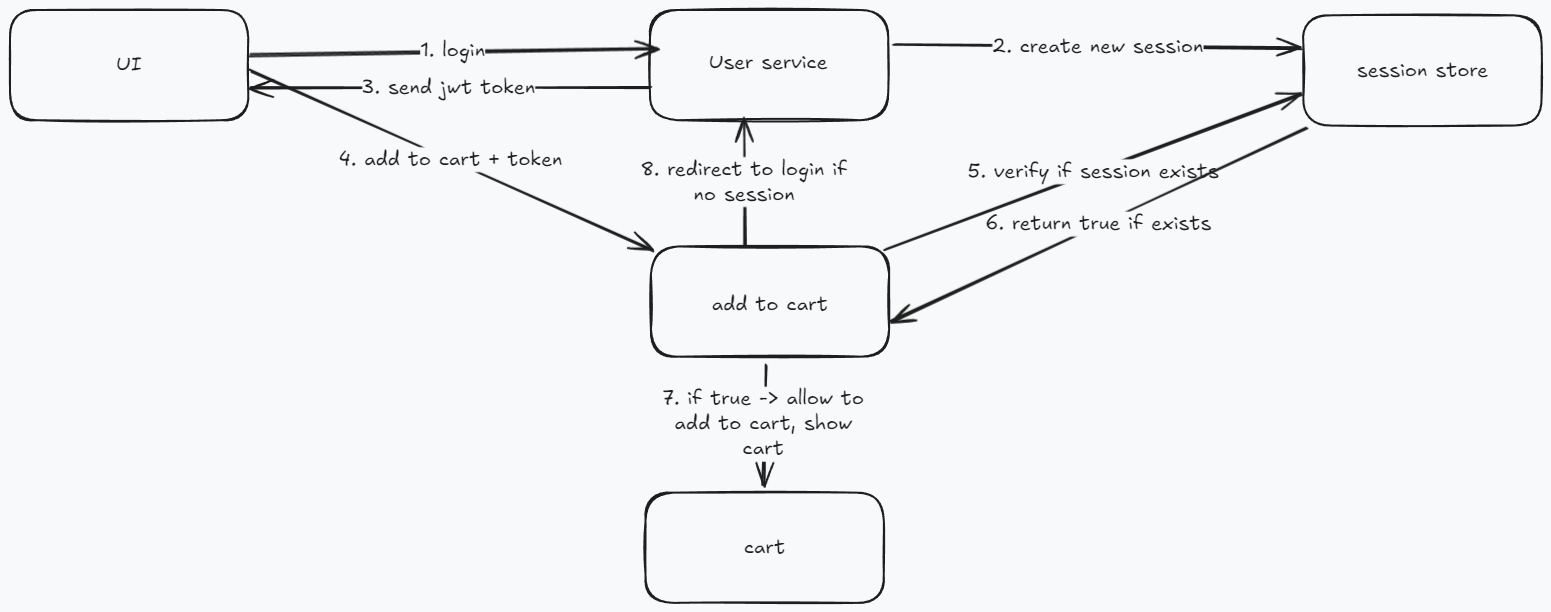 UI
1. login
User service
2. create new session
session store
3. send jwt token
4. add to cart + token
8. redirect to login if
no session
5. verify if session exists
6. return true if exists
add to cart
7. if true -> allow to
add to cart, show
cart
cart